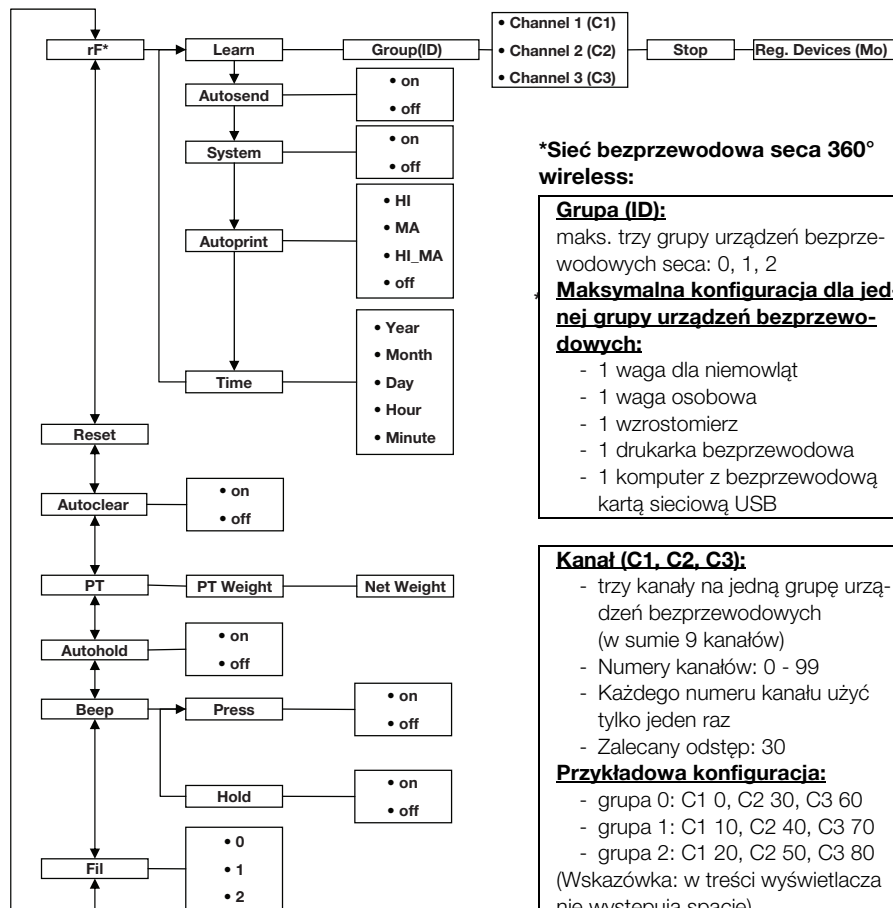 rF*
Learn
Group(ID)
• Channel 1 (C1)
• Channel 2 (C2)
• Channel 3 (C3)
Stop
Reg. Devices (Mo)
Autosend
• on
• off
System
• on
• off
Autoprint
• HI
• MA
• HI_MA
• off
Time
• Year
• Month
• Day
• Hour
• Minute
Reset
Autoclear
• on
• off
PT
PT Weight
Net Weight
Autohold
• on
• off
Beep
Press
• on
• off
Hold
• on
• off
Fil
• 0
• 1
• 2
*Sieć bezprzewodowa seca 360°
wireless:
Grupa (ID):
maks. trzy grupy urządzeń bezprze-
wodowych seca: 0, 1, 2
*
Maksymalna konfiguracja dla jed-
nej grupy urządzeń bezprzewo-
dowych:
- 1 waga dla niemowląt
- 1 waga osobowa
- 1 wzrostomierz
- 1 drukarka bezprzewodowa
- 1 komputer z bezprzewodową
kartą sieciową USB
Kanał (C1, C2, C3):
- trzy kanały na jedną grupę urzą-
dzeń bezprzewodowych
(w sumie 9 kanałów)
- Numery kanałów: 0 - 99
- Każdego numeru kanału użyć
tylko jeden raz
- Zalecany odstęp: 30
Przykładowa konfiguracja:
- grupa 0: C1 0, C2 30, C3 60
- grupa 1: C1 10, C2 40, C3 70
- grupa 2: C1 20, C2 50, C3 80
(Wskazówka: w treści wyświetlacza
nie występują spacje)